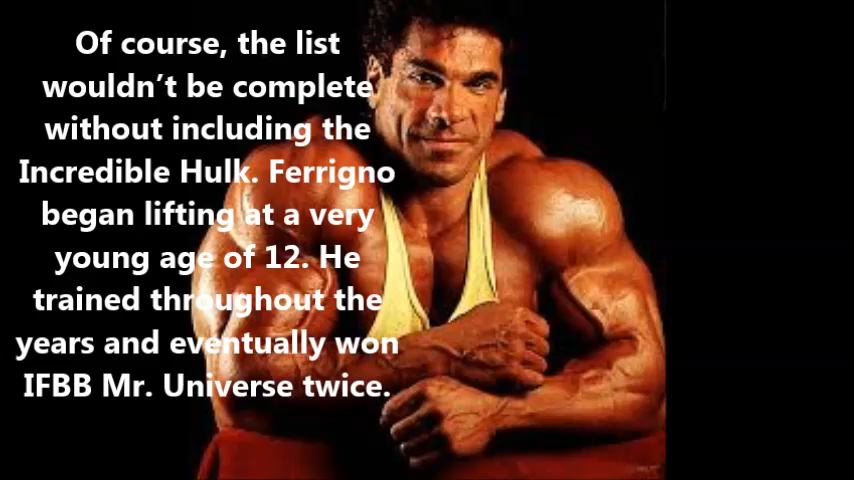 Of course, the list
wouldn’t be complete
without including the
Incredible Hulk. Ferrigno
began lifting at a very
young age of 12. He
trained throughout the
years and eventually won
IFBB Mr. Universe twice.